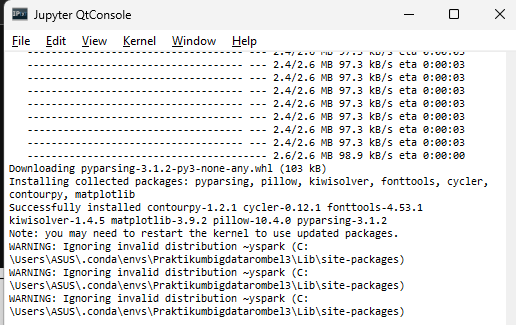 Jupyter QtConsole
File Edit View Kernel Window Help
----------------------------------- --- 2.4/2.6 MB 97.3 kB/s eta 0:00:03
----------------------------------- --- 2.4/2.6 MB 97.3 kB/s eta 0:00:03
----------------------------------- --- 2.4/2.6 MB 97.3 kB/s eta 0:00:03
----------------------------------- --- 2.4/2.6 MB 97.3 kB/s eta 0:00:03
----------------------------------- --- 2.4/2.6 MB 97.3 kB/s eta 0:00:03
----------------------------------- --- 2.4/2.6 MB 97.3 kB/s eta 0:00:03
----------------------------------- --- 2.4/2.6 MB 97.3 kB/s eta 0:00:03
----------------------------------- --- 2.4/2.6 MB 97.3 kB/s eta 0:00:03
----------------------------------- --- 2.6/2.6 MB 98.9 kB/s eta 0:00:00
Downloading pyparsing-3.1.2-py3-none-any.whl (103 kB)
Installing collected packages: pyparsing, pillow, kiwisolver, fonttools, cycler,
contourpy, matplotlib
Successfully installed contourpy-1.2.1 cycler-0.12.1 fonttools-4.53.1
kiwisolver-1.4.5 matplotlib-3.9.2 pillow-10.4.0 pyparsing-3.1.2
Note: you may need to restart the kernel to use updated packages.
WARNING: Ignoring invalid distribution ~yspark (C:
\Users\ASUS\.conda\envs\Praktikumbigdatarombel3\Lib\site-packages)
WARNING: Ignoring invalid distribution ~yspark (C:
\Users\ASUS\.conda\envs\Praktikumbigdatarombel3\Lib\site-packages)
WARNING: Ignoring invalid distribution ~yspark (C:
\Users\ASUS\.conda\envs\Praktikumbigdatarombel3\Lib\site-packages)